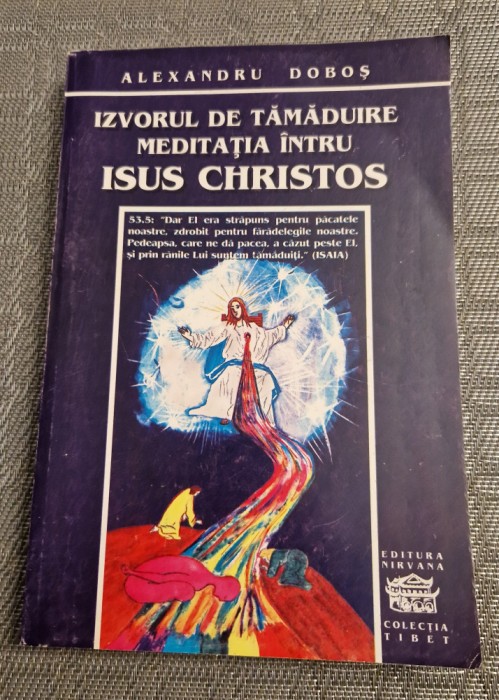 ALEXANDRU DOBOȘ
IZVORUL DE TĂMĂDUIRE
MEDITAȚIA ÎNTRU
ISUS CHRISTOS
53.5: "Dar El era străpuns pentru păcatele
noastre, zdrobit pentru fărădelegile noastre.
Pedeapsa, care ne dă pacea, a căzut peste El,
și prin rănile Lui suntem tămăduiți." (ISAIA)
EDITURA
NIRVANA
COLECȚIA
TIBET